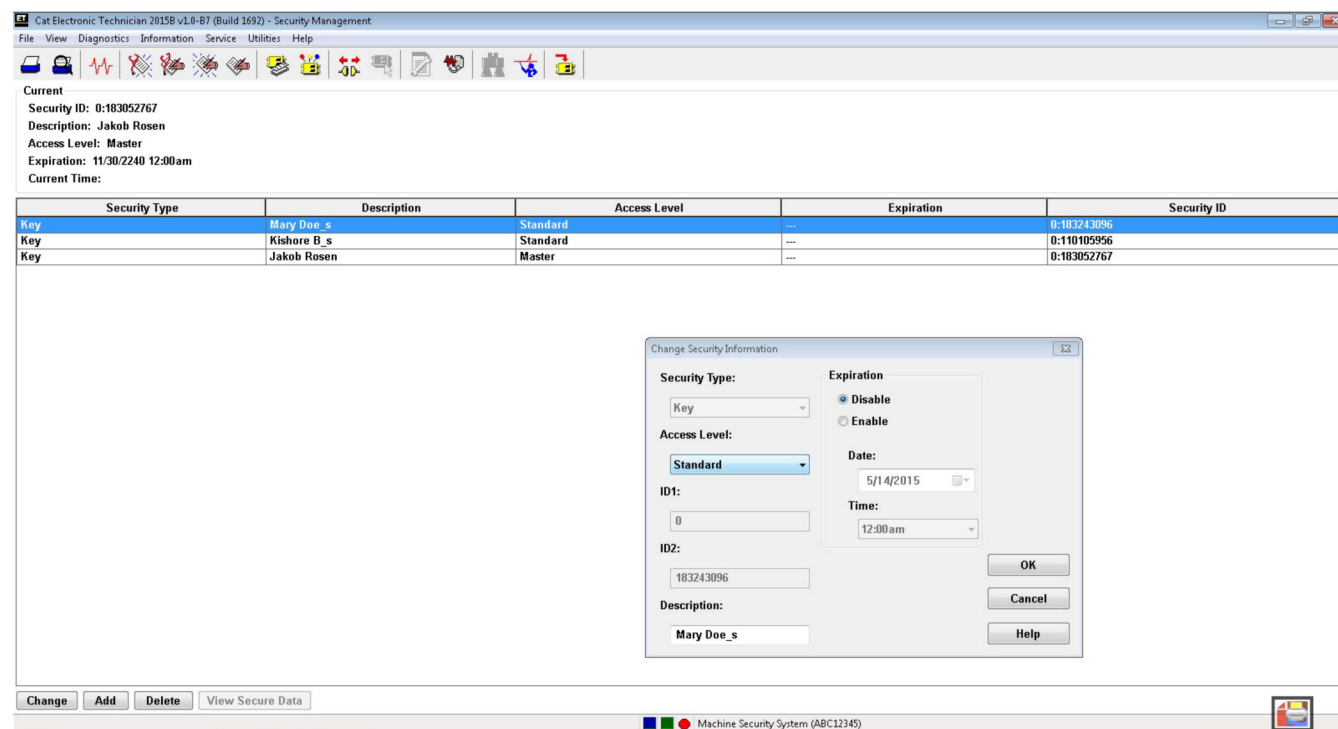 ET Cat Electronic Technician 2015B v1.0-B7 (Build 1692) - Security Management
File View Diagnostics Information Service Utilities Help
Current
Security ID: 0:183052767
Description: Jakob Rosen
Access Level: Master
Expiration: 11/30/2240 12:00am
Current Time:
Security Type Description Access Level Expiration Security ID
Key Mary Doe_s Standard --- 0:183243096
Key Kishore B_s Standard --- 0:110105956
Key Jakob Rosen Master --- 0:183052767
Change Security Information
Security Type:
Key
Access Level:
Standard
ID1:
0
ID2:
183243096
Description:
Mary Doe_s
Expiration
Disable
Enable
Date:
5/14/2015
Time:
12:00am
OK
Cancel
Help
Change Add Delete View Secure Data
Machine Security System (ABC12345)